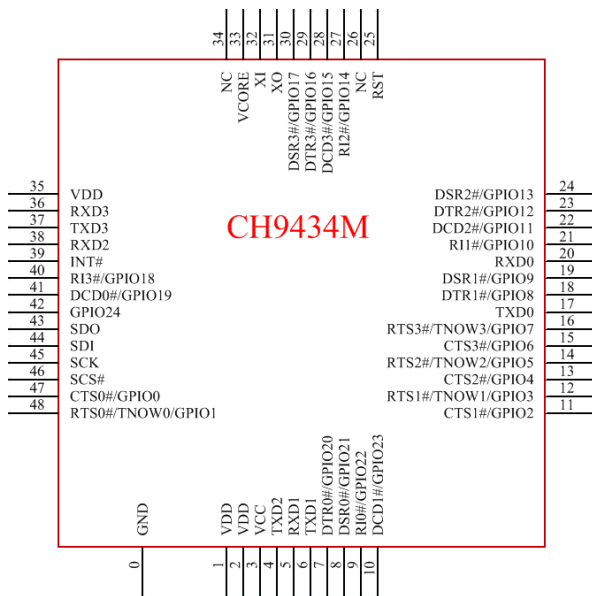 34 33 32 31 30 29 28 27 26 25
NC VCORE XI XO DSR3#/GPIO17 DTR3#/GPIO16 DCD3#/GPIO15 RI2#/GPIO14 NC RST
CH9434M
35 VDD
36 RXD3
37 TXD3
38 RXD2
39 INT#
40 RI3#/GPIO18
41 DCD0#/GPIO19
42 GPIO24
43 SDO
44 SDI
45 SCK
46 SCS#
47 CTS0#/GPIO0
48 RTS0#/TNOW0/GPIO1
DSR2#/GPIO13 24
DTR2#/GPIO12 23
DCD2#/GPIO11 22
RI1#/GPIO10 21
RXD0 20
DSR1#/GPIO9 19
DTR1#/GPIO8 18
TXD0 17
RTS3#/TNOW3/GPIO7 16
CTS3#/GPIO6 15
RTS2#/TNOW2/GPIO5 14
CTS2#/GPIO4 13
RTS1#/TNOW1/GPIO3 12
CTS1#/GPIO2 11
GND VDD VDD VCC TXD2 RXD1 TXD1 DTR0#/GPIO20 DSR0#/GPIO21 RI0#/GPIO22 DCD1#/GPIO23
0 1 2 3 4 5 6 7 8 9 10